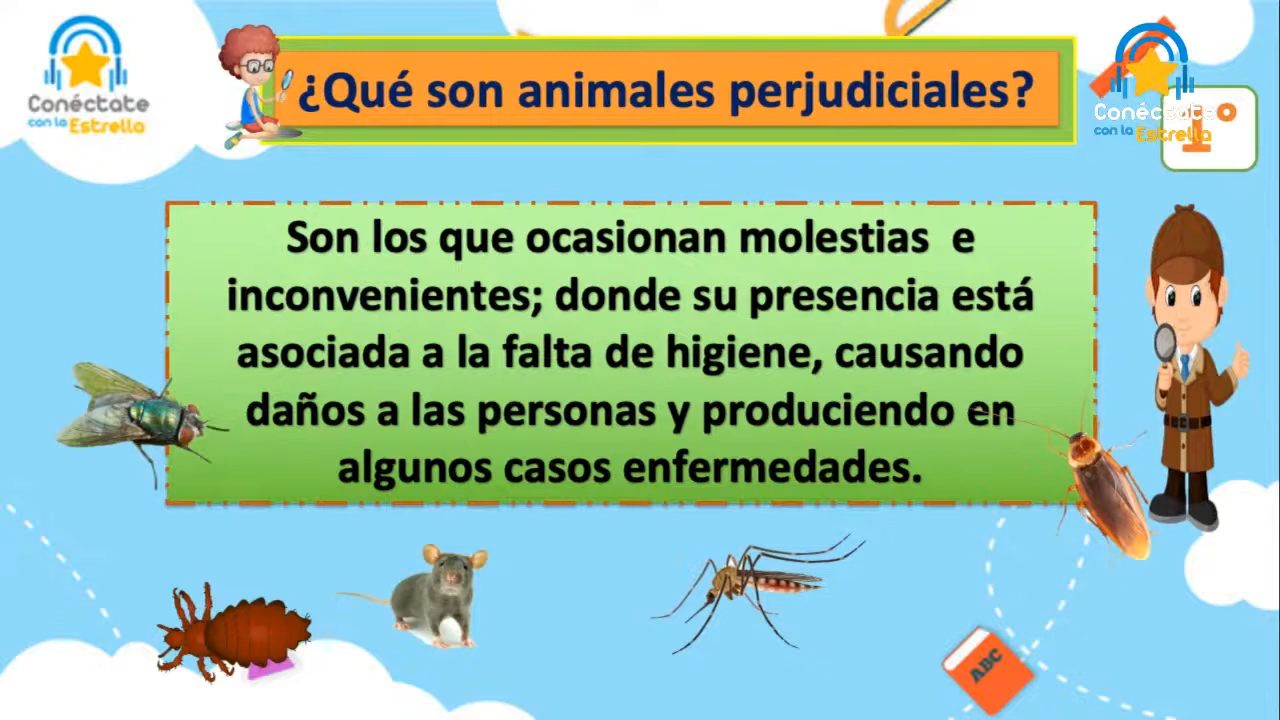 Conéctate
con la Estrella
¿Qué son animales perjudiciales?
Conéctate
con la Estrella
1°
Son los que ocasionan molestias e
inconvenientes; donde su presencia está
asociada a la falta de higiene, causando
daños a las personas y produciendo en
algunos casos enfermedades.
ABC